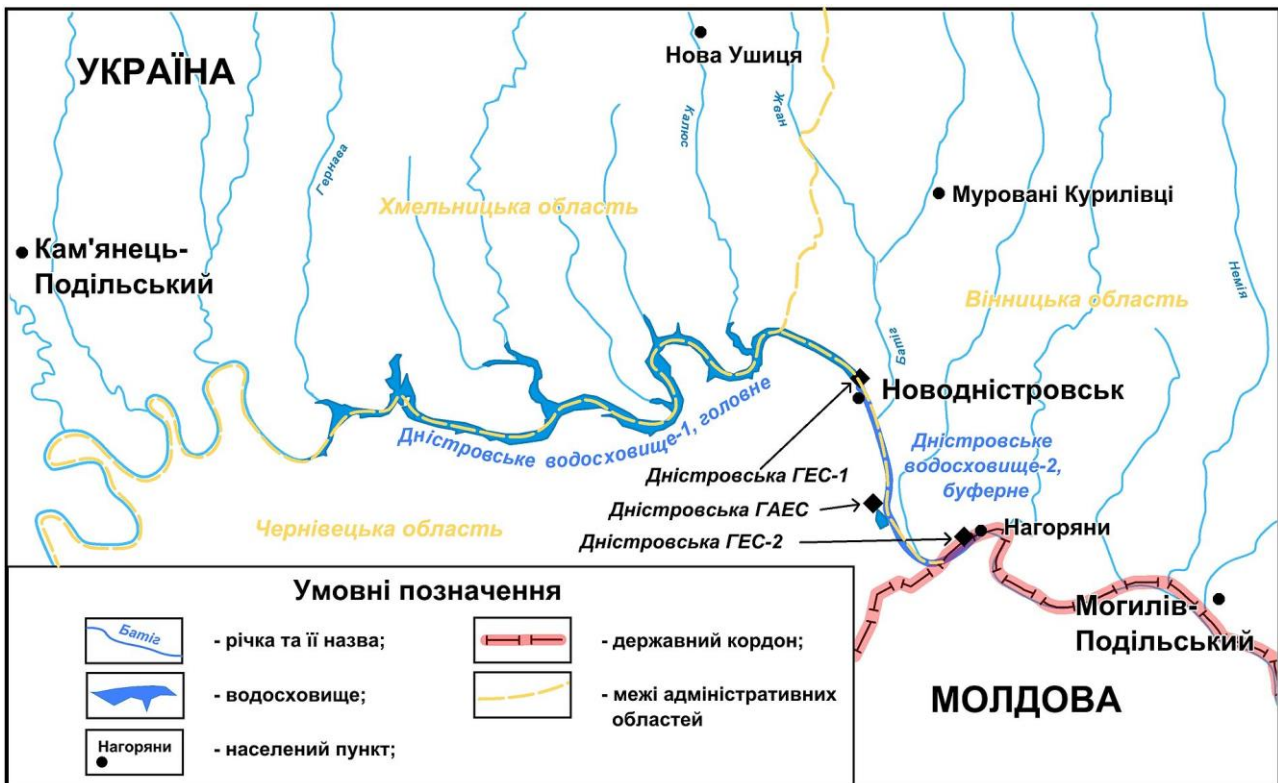 УКРАЇНА
Нова Ушиця
Гернава
Калюс
Жван
Хмельницька область
Муровані Курилівці
Кам'янець-
Подільський
Вінницька область
Немія
Батіг
Новодністровськ
Дністровське водосховище-1, головне
Дністровське
водосховище-2,
буферне
Дністровська ГЕС-1
Дністровська ГАЕС
Чернівецька область
Дністровська ГЕС-2
Нагоряни
Могилів-
Подільський
МОЛДОВА
Умовні позначення
Батіг
- річка та її назва;
- державний кордон;
- водосховище;
- межі адміністративних
областей
Нагоряни
- населений пункт;